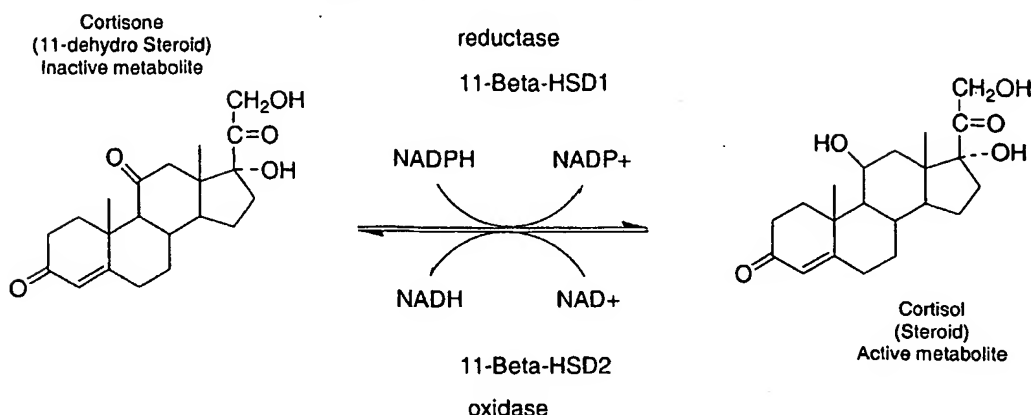 Cortisone
(11-dehydro Steroid)
Inactive metabolite
CH₂OH
C=O
OH
O
O
reductase
11-Beta-HSD1
NADPH
NADP+
NADH
NAD+
11-Beta-HSD2
oxidase
CH₂OH
C=O
HO
OH
O
Cortisol
(Steroid)
Active metabolite